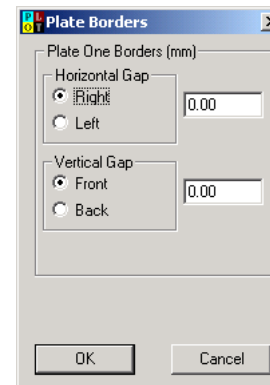 Plate Borders
Plate One Borders (mm)
Horizontal Gap
Right
0.00
Left
Vertical Gap
Front
0.00
Back
OK
Cancel